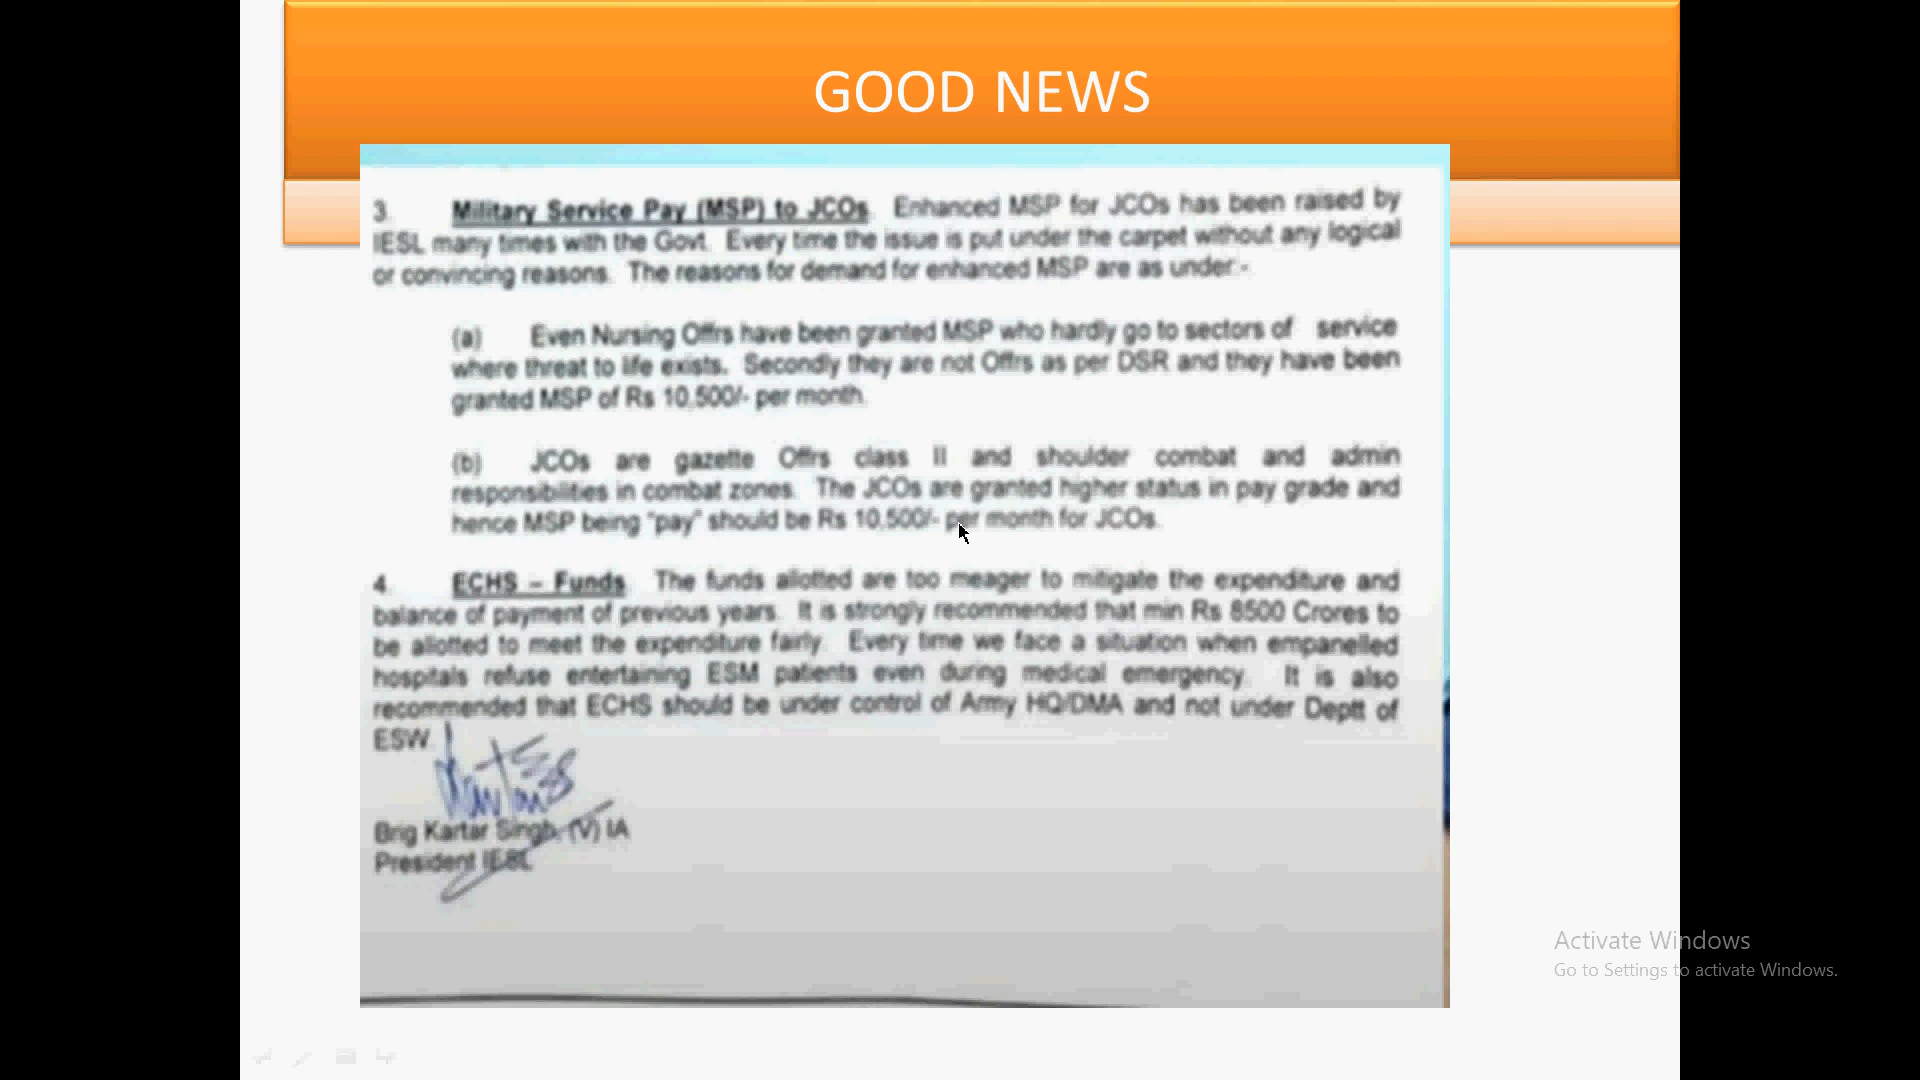 GOOD NEWS
3. Military Service Pay (MSP) to JCOs. Enhanced MSP for JCOs has been raised by
IESL many times with the Govt. Every time the issue is put under the carpet without any logical
or convincing reasons. The reasons for demand for enhanced MSP are as under:-
(a) Even Nursing Offrs have been granted MSP who hardly go to sectors of service
where threat to life exists. Secondly they are not Offrs as per DSR and they have been
granted MSP of Rs 10,500/- per month.
(b) JCOs are gazette Offrs class II and shoulder combat and admin
responsibilities in combat zones. The JCOs are granted higher status in pay grade and
hence MSP being "pay" should be Rs 10,500/- per month for JCOs.
4. ECHS – Funds. The funds allotted are too meager to mitigate the expenditure and
balance of payment of previous years. It is strongly recommended that min Rs 8500 Crores to
be allotted to meet the expenditure fairly. Every time we face a situation when empanelled
hospitals refuse entertaining ESM patients even during medical emergency. It is also
recommended that ECHS should be under control of Army HQ/DMA and not under Deptt of
ESW.
Brig Kartar Singh, (V) IA
President IESL
Activate Windows
Go to Settings to activate Windows.